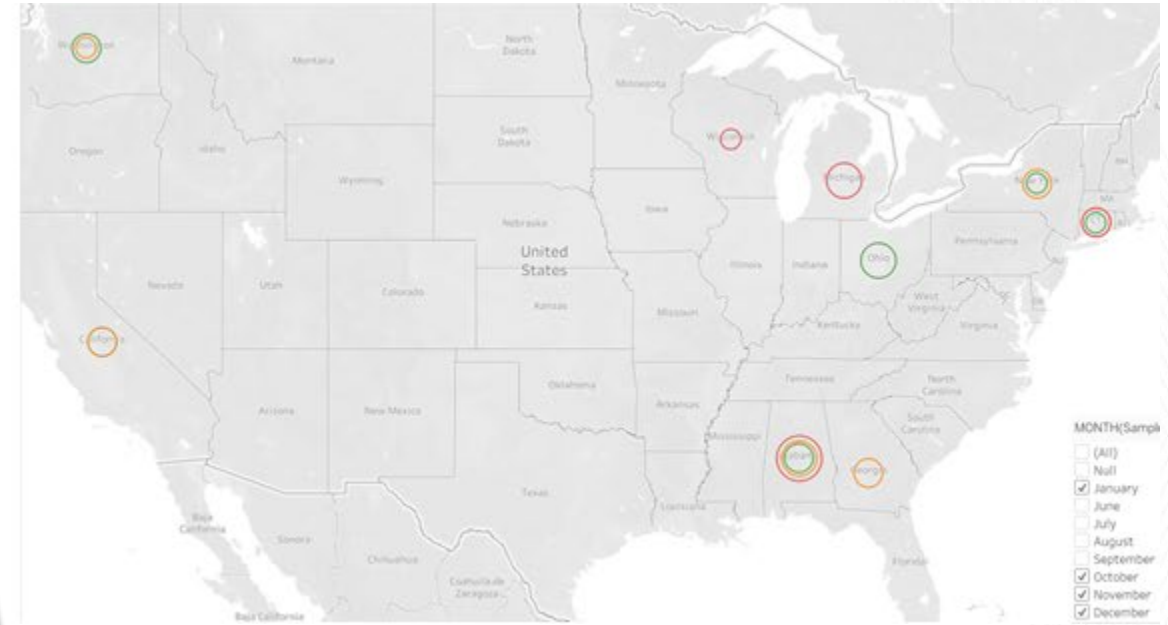 North
Dakota
Montana
Minnesota
Oregon
Idaho
South
Dakota
Wyoming
NH
MA
Iowa
Nebraska
Pennsylvania
United
States
Ohio
Illinois
Indiana
Nevada
Utah
Colorado
Kansas
West
Virginia
Missouri
Kentucky
Virginia
Tennessee
Oklahoma
North
Carolina
Arizona
New Mexico
Arkansas
South
Carolina
Mississippi
Georgia
Texas
Louisiana
Baja
California
Sonora
Chihuahua
Florida
Coahuila de
Zaragoza
Baja California
MONTH(Sampl
(All)
Null
January
June
July
August
September
October
November
December